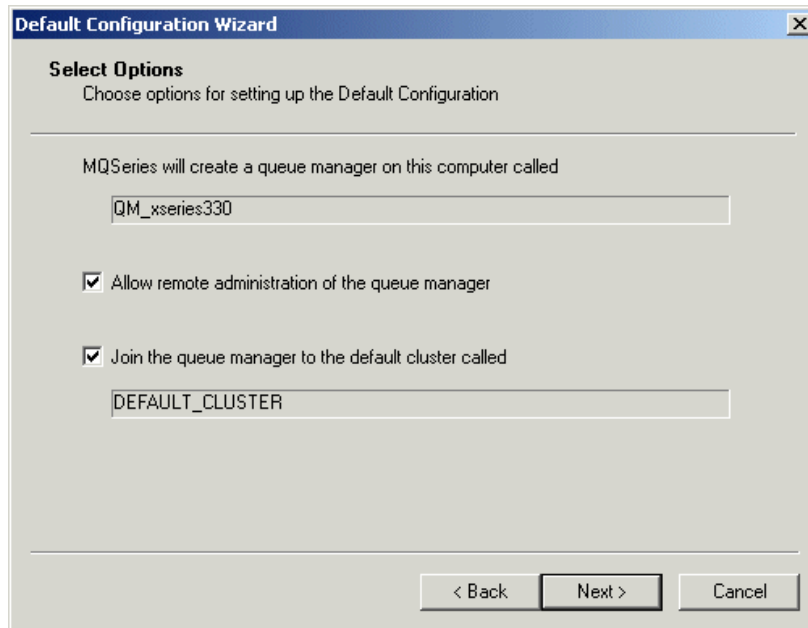 Default Configuration Wizard
Select Options
Choose options for setting up the Default Configuration
MQSeries will create a queue manager on this computer called
QM_xseries330
Allow remote administration of the queue manager
Join the queue manager to the default cluster called
DEFAULT_CLUSTER
< Back Next > Cancel